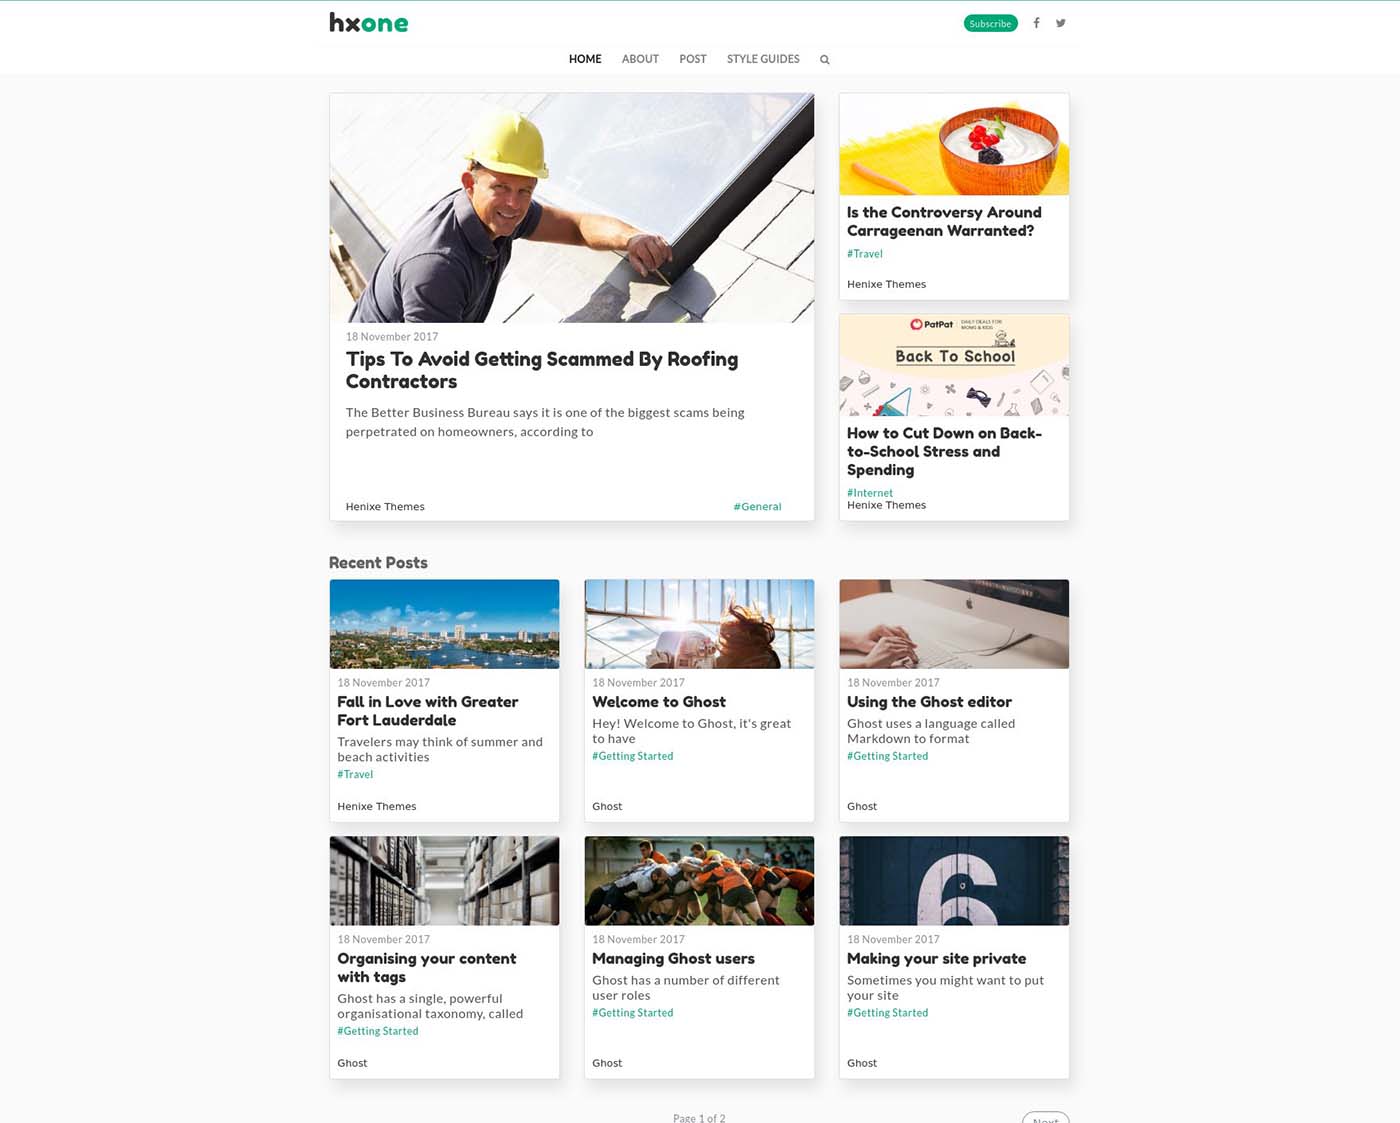 hxone
Subscribe
HOME ABOUT POST STYLE GUIDES
18 November 2017
Tips To Avoid Getting Scammed By Roofing
Contractors
The Better Business Bureau says it is one of the biggest scams being
perpetrated on homeowners, according to
Henixe Themes #General
Is the Controversy Around
Carrageenan Warranted?
#Travel
Henixe Themes
PatPat DAILY DEALS FOR
MOMS & KIDS
Back To School
How to Cut Down on Back-
to-School Stress and
Spending
#Internet
Henixe Themes
Recent Posts
18 November 2017
Fall in Love with Greater
Fort Lauderdale
Travelers may think of summer and
beach activities
#Travel
Henixe Themes
18 November 2017
Welcome to Ghost
Hey! Welcome to Ghost, it's great
to have
#Getting Started
Ghost
18 November 2017
Using the Ghost editor
Ghost uses a language called
Markdown to format
#Getting Started
Ghost
18 November 2017
Organising your content
with tags
Ghost has a single, powerful
organisational taxonomy, called
#Getting Started
Ghost
18 November 2017
Managing Ghost users
Ghost has a number of different
user roles
#Getting Started
Ghost
6
18 November 2017
Making your site private
Sometimes you might want to put
your site
#Getting Started
Ghost
Page 1 of 2
Next